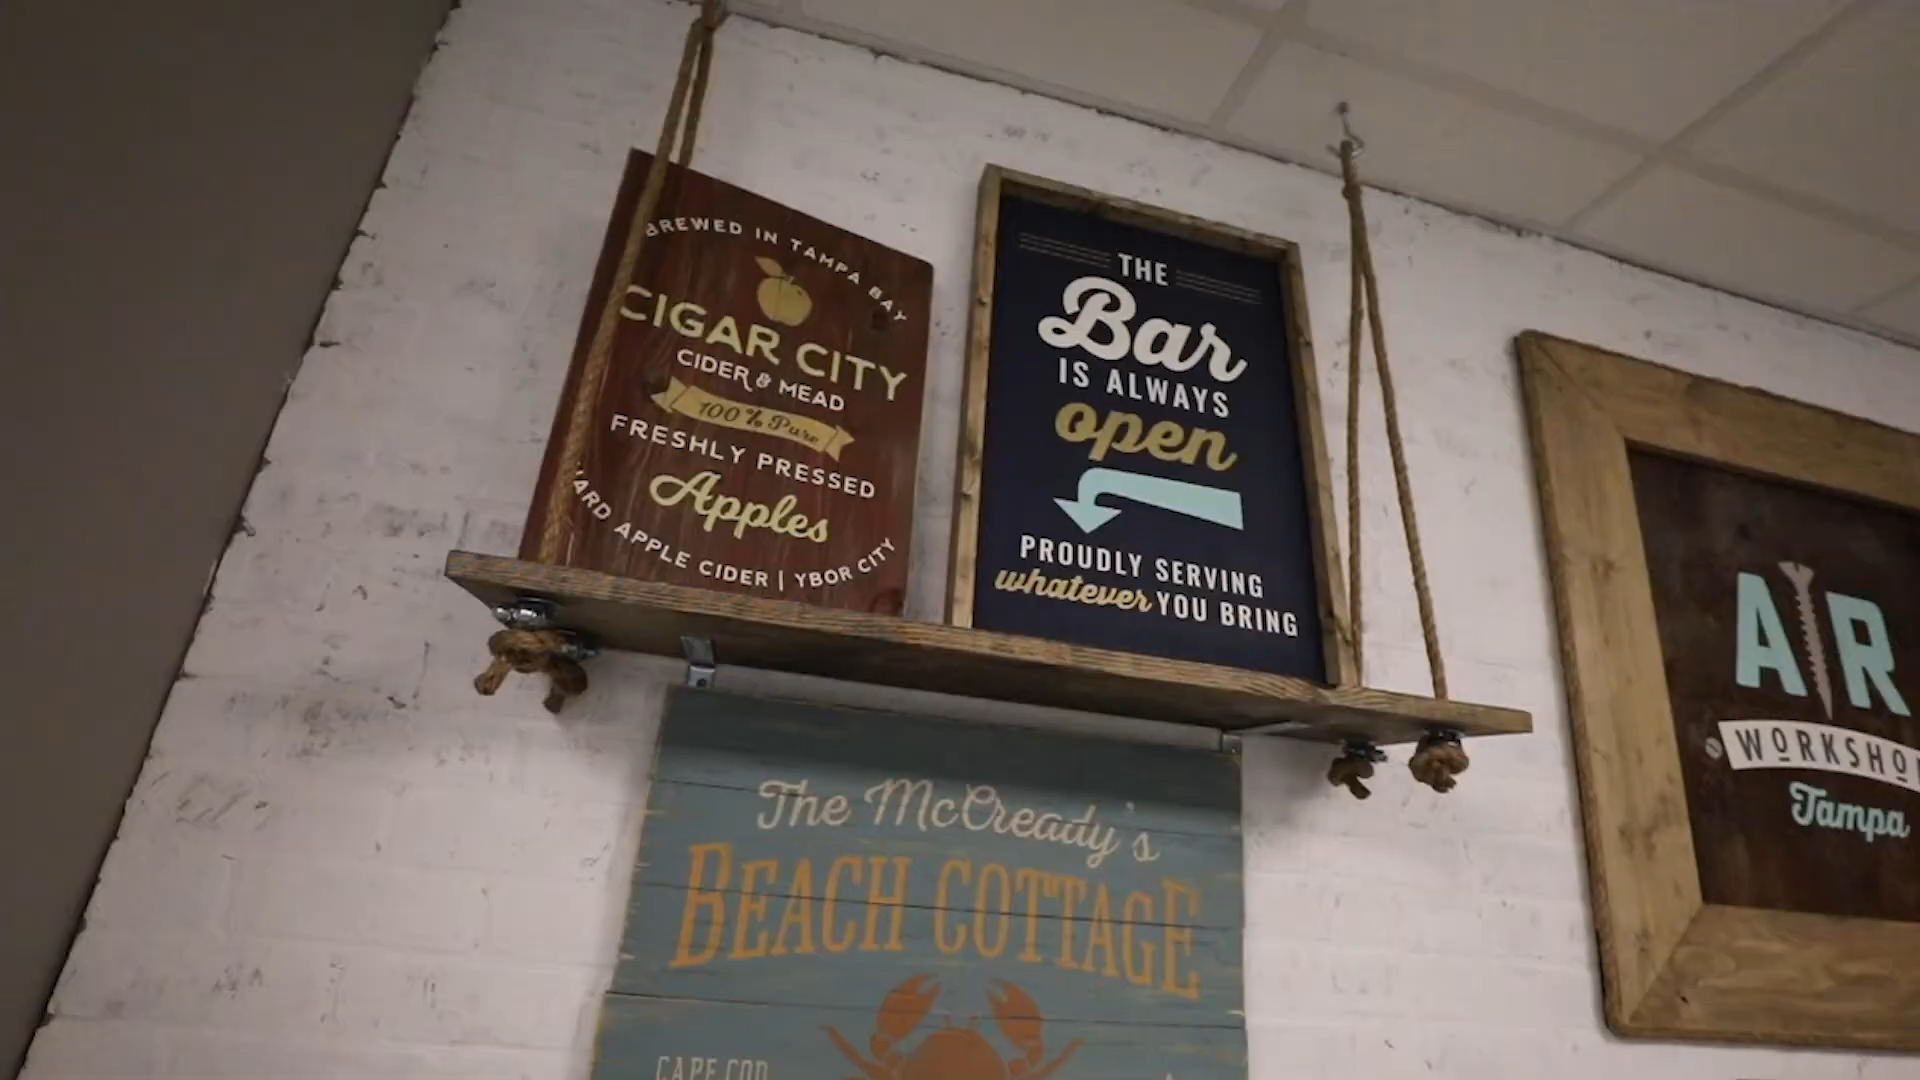 BREWED IN TAMPA BAY
CIGAR CITY
CIDER & MEAD
100% Pure
FRESHLY PRESSED
Apples
HARD APPLE CIDER | YBOR CITY
THE
Bar
IS ALWAYS
open
PROUDLY SERVING
whatever YOU BRING
The McCready's
BEACH COTTAGE
CAPE COD
AR
WORKSHOP
Tampa